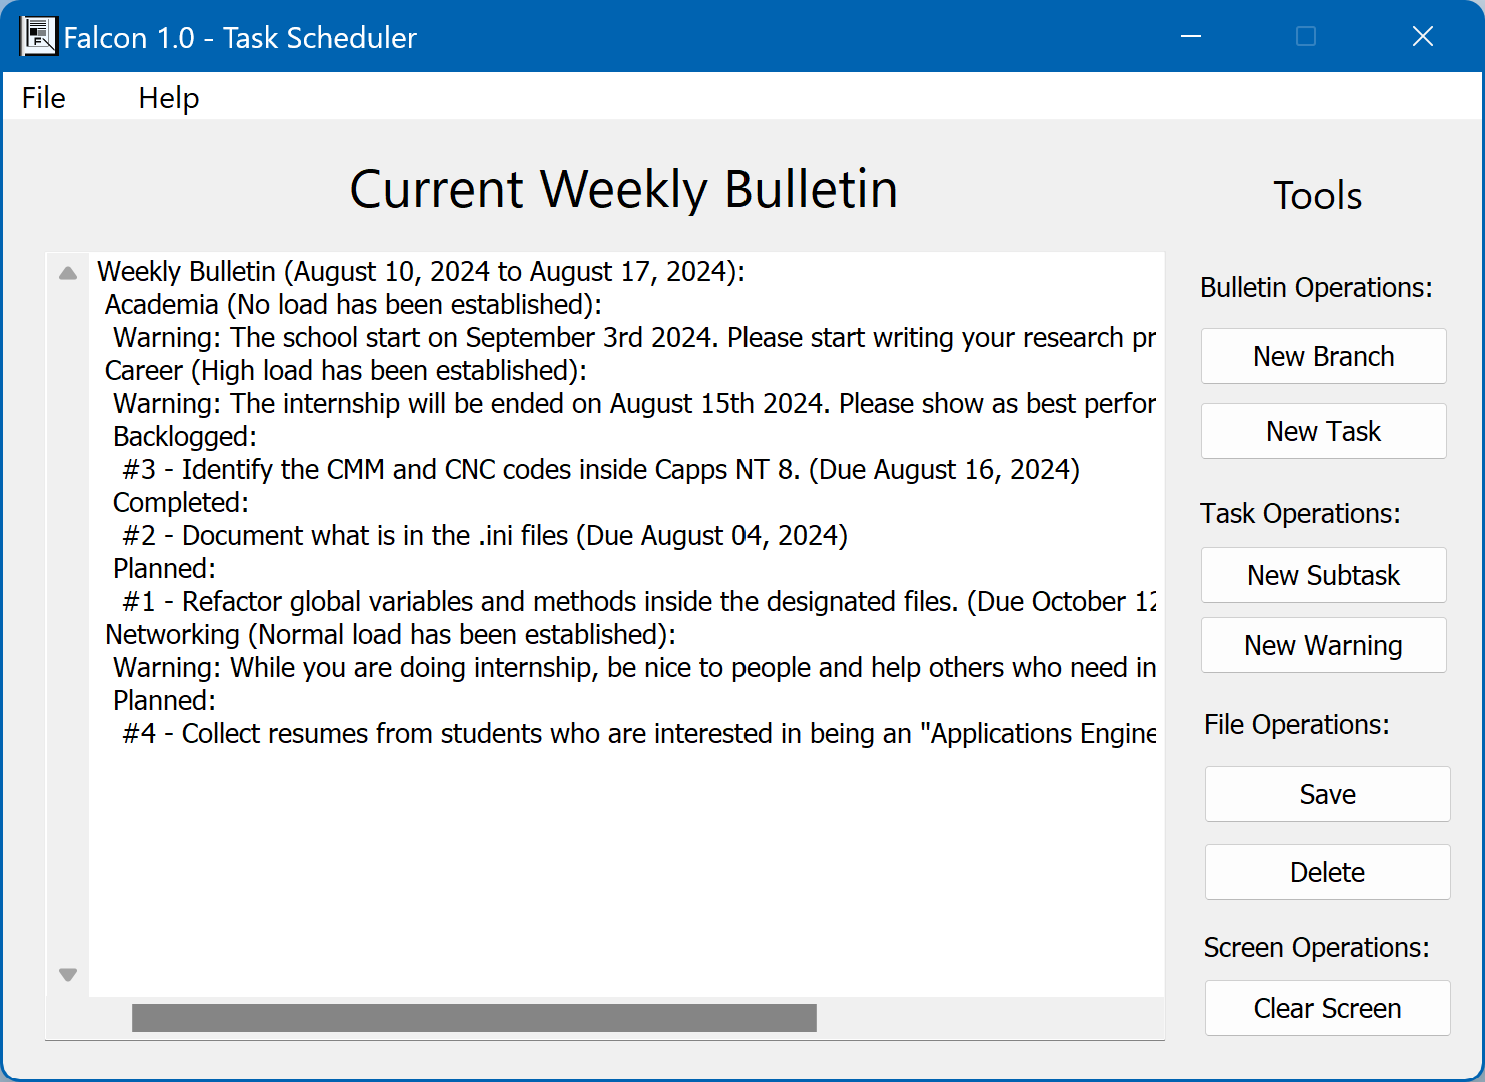 Falcon 1.0 - Task Scheduler
File Help
Current Weekly Bulletin
Weekly Bulletin (August 10, 2024 to August 17, 2024):
Academia (No load has been established):
Warning: The school start on September 3rd 2024. Please start writing your research pr
Career (High load has been established):
Warning: The internship will be ended on August 15th 2024. Please show as best perfor
Backlogged:
#3 - Identify the CMM and CNC codes inside Capps NT 8. (Due August 16, 2024)
Completed:
#2 - Document what is in the .ini files (Due August 04, 2024)
Planned:
#1 - Refactor global variables and methods inside the designated files. (Due October 12
Networking (Normal load has been established):
Warning: While you are doing internship, be nice to people and help others who need in
Planned:
#4 - Collect resumes from students who are interested in being an "Applications Engine
Tools
Bulletin Operations:
New Branch
New Task
Task Operations:
New Subtask
New Warning
File Operations:
Save
Delete
Screen Operations:
Clear Screen